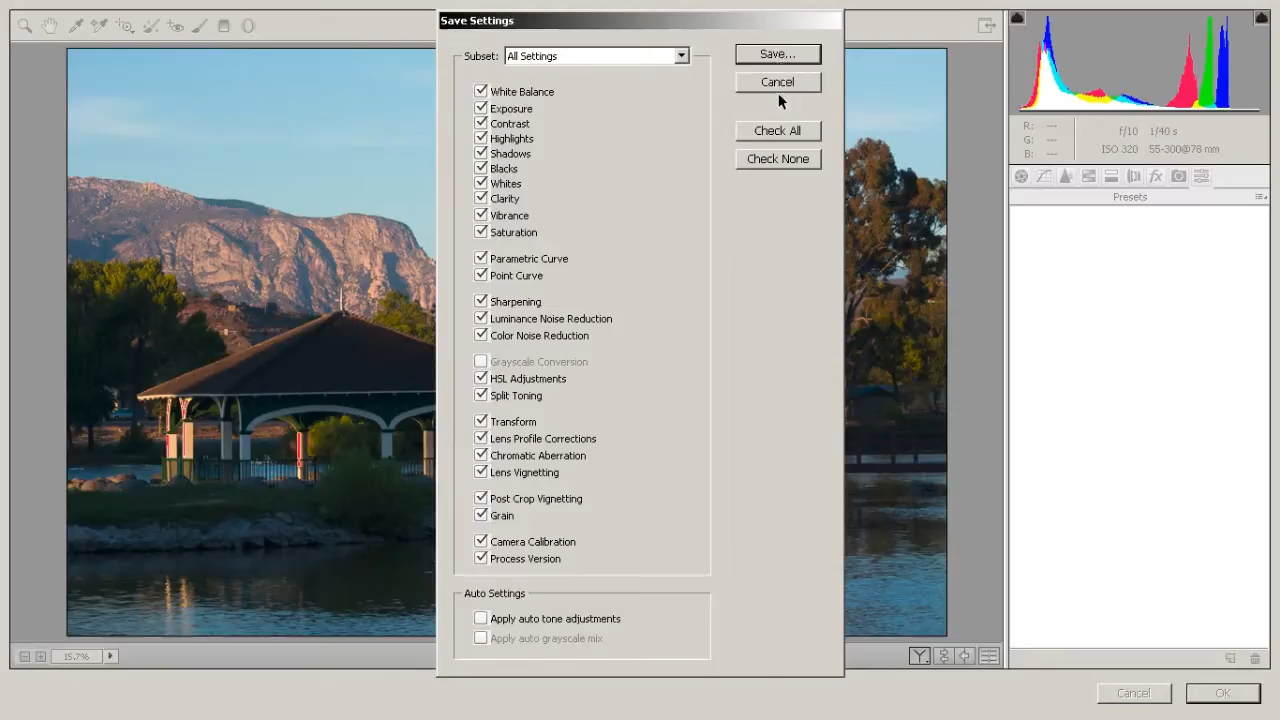 Save Settings
Subset: All Settings
Save...
Cancel
Check All
Check None
White Balance
Exposure
Contrast
Highlights
Shadows
Blacks
Whites
Clarity
Vibrance
Saturation
Parametric Curve
Point Curve
Sharpening
Luminance Noise Reduction
Color Noise Reduction
Grayscale Conversion
HSL Adjustments
Split Toning
Transform
Lens Profile Corrections
Chromatic Aberration
Lens Vignetting
Post Crop Vignetting
Grain
Camera Calibration
Process Version
Auto Settings
Apply auto tone adjustments
Apply auto grayscale mix
R: ---
G: ---
B: ---
f/10 1/40 s
ISO 320 55-300@78 mm
fx
Presets
15.7%
Y
Cancel
OK